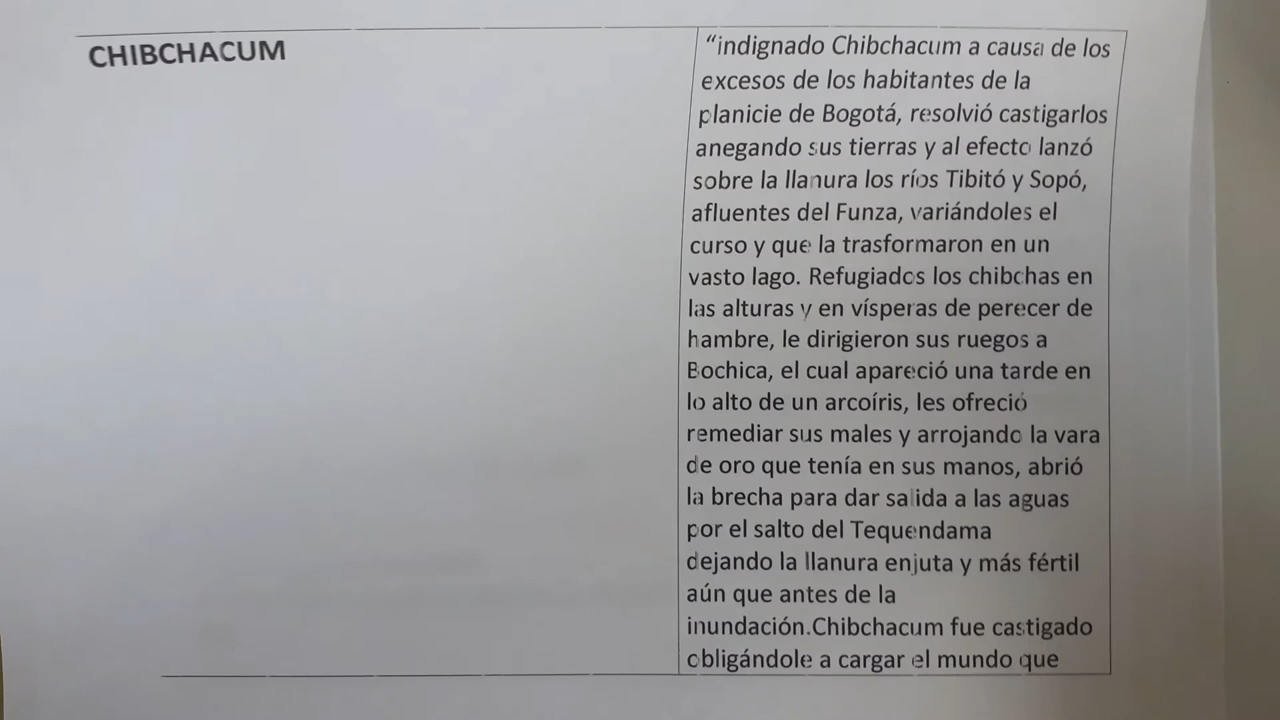 CHIBCHACUM
“indignado Chibchacum a causa de los
excesos de los habitantes de la
planicie de Bogotá, resolvió castigarlos
anegando sus tierras y al efecto lanzó
sobre la llanura los ríos Tibitó y Sopó,
afluentes del Funza, variándoles el
curso y que la trasformaron en un
vasto lago. Refugiados los chibchas en
las alturas y en vísperas de perecer de
hambre, le dirigieron sus ruegos a
Bochica, el cual apareció una tarde en
lo alto de un arcoíris, les ofreció
remediar sus males y arrojando la vara
de oro que tenía en sus manos, abrió
la brecha para dar salida a las aguas
por el salto del Tequendama
dejando la llanura enjuta y más fértil
aún que antes de la
inundación.Chibchacum fue castigado
obligándole a cargar el mundo que